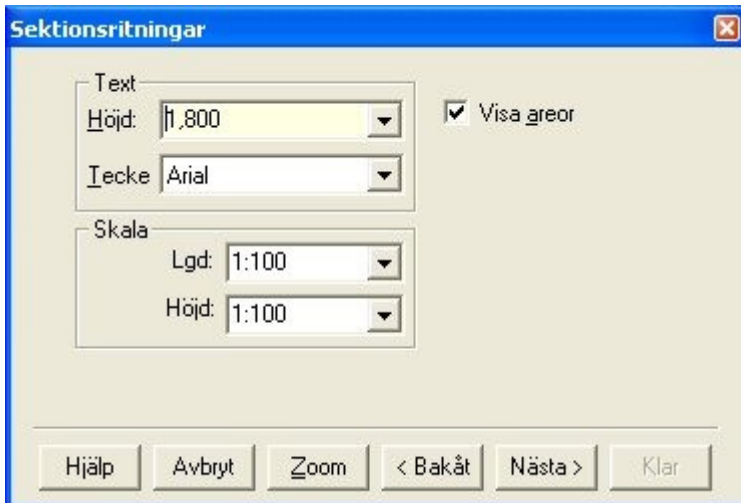 Sektionsritningar
Text
Höjd: 1,800
Visa areor
Tecke Arial
Skala
Lgd: 1:100
Höjd: 1:100
Hjälp Avbryt Zoom < Bakåt Nästa > Klar